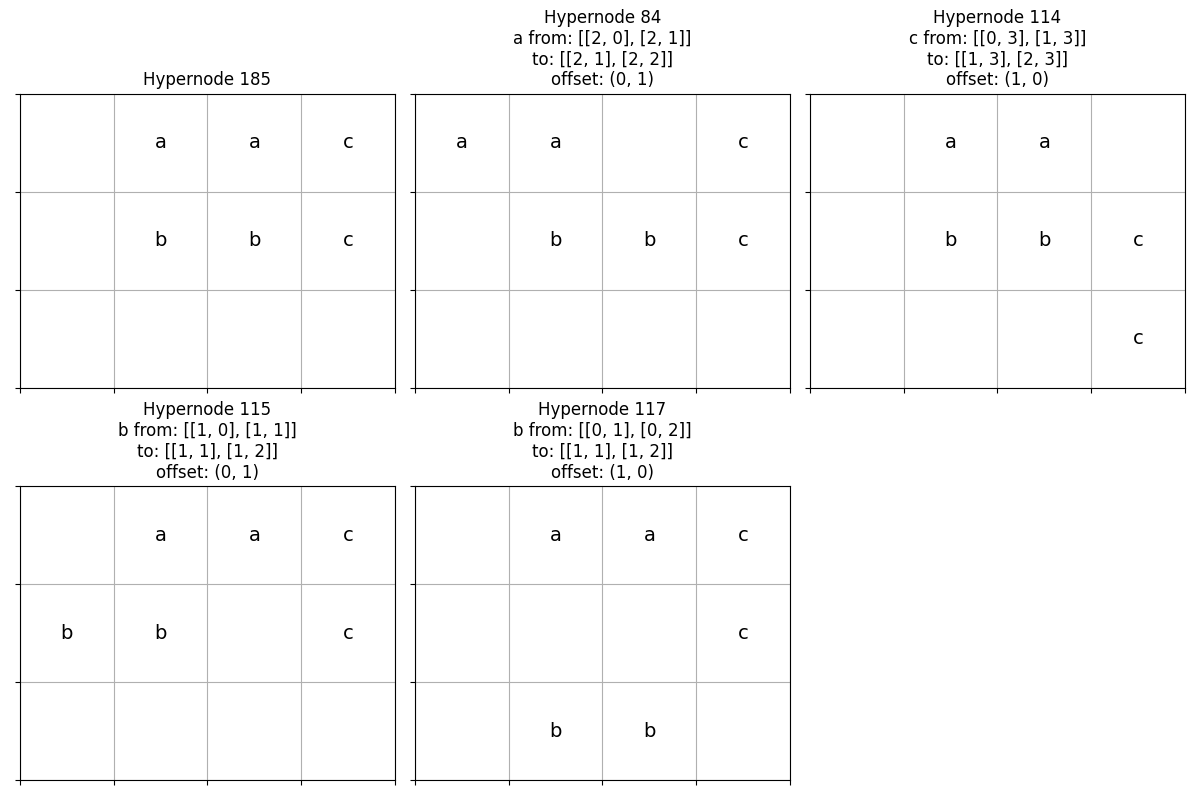 Hypernode 185
a a c
b b c
Hypernode 84
a from: [[2, 0], [2, 1]]
to: [[2, 1], [2, 2]]
offset: (0, 1)
a a c
b b c
Hypernode 114
c from: [[0, 3], [1, 3]]
to: [[1, 3], [2, 3]]
offset: (1, 0)
a a
b b c
c
Hypernode 115
b from: [[1, 0], [1, 1]]
to: [[1, 1], [1, 2]]
offset: (0, 1)
a a c
b b c
Hypernode 117
b from: [[0, 1], [0, 2]]
to: [[1, 1], [1, 2]]
offset: (1, 0)
a a c
c
b b